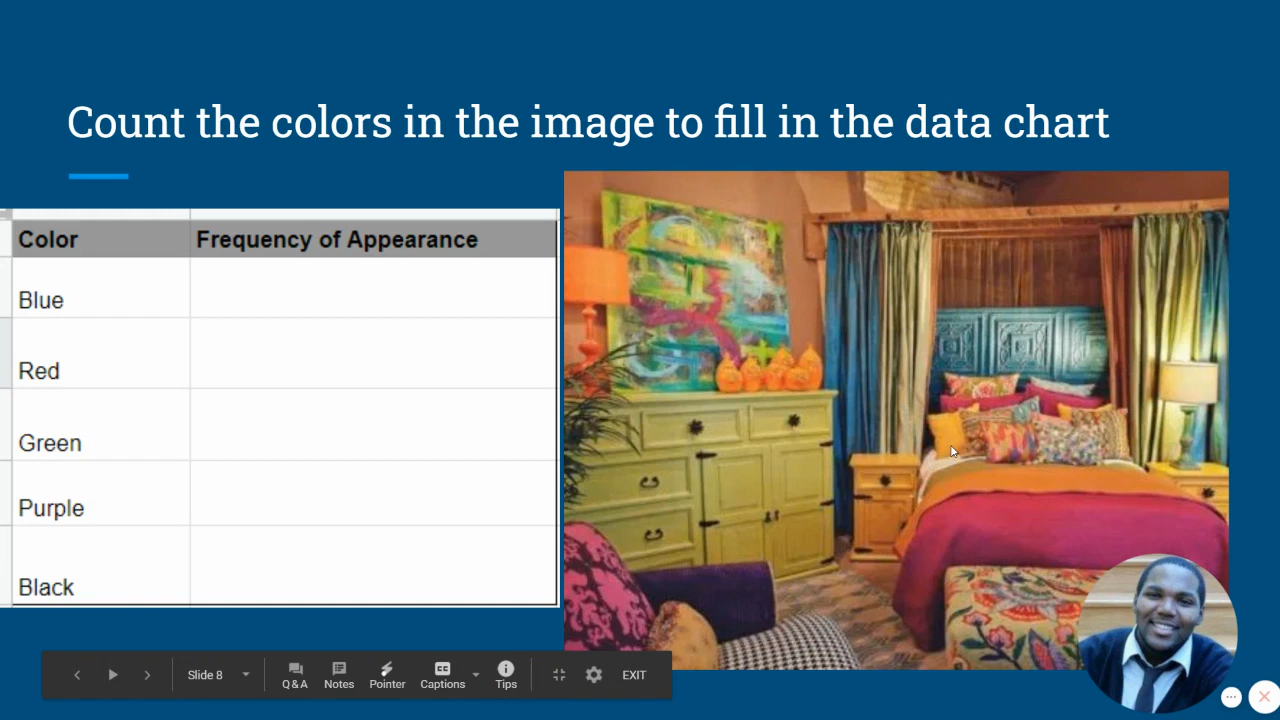 Count the colors in the image to fill in the data chart
Color Frequency of Appearance
Blue
Red
Green
Purple
Black
Slide 8
Q&A Notes Pointer Captions Tips EXIT